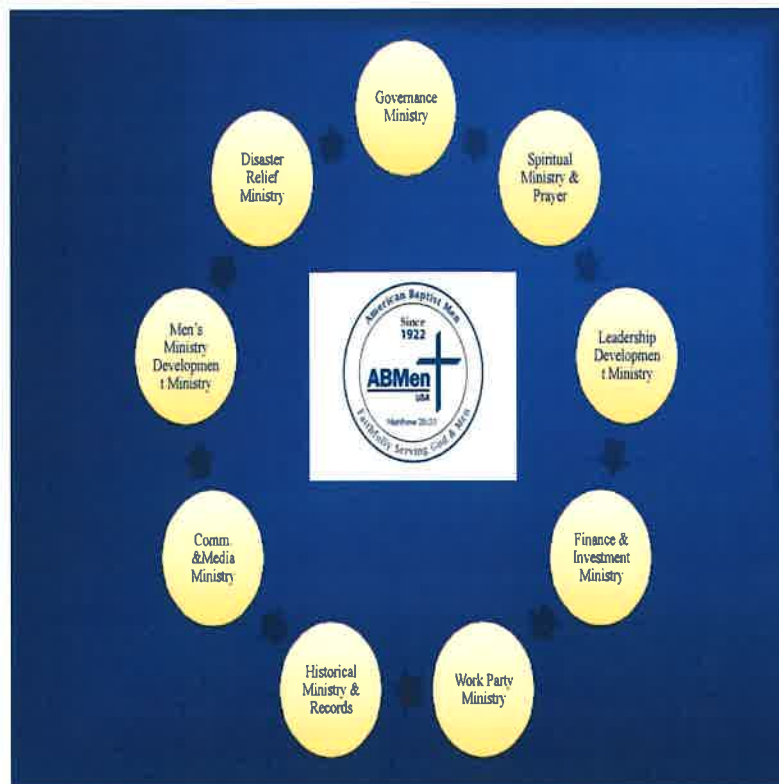 Governance
Ministry
Spiritual
Ministry &
Prayer
Leadership
Developmen
t Ministry
Finance &
Investment
Ministry
Work Party
Ministry
Historical
Ministry &
Records
Comm.
&Media
Ministry
Men's
Ministry
Developmen
t Ministry
Disaster
Relief
Ministry
American Baptist Men
Since
1922
ABMen
USA
Matthew
Faithfully Serving God & Men